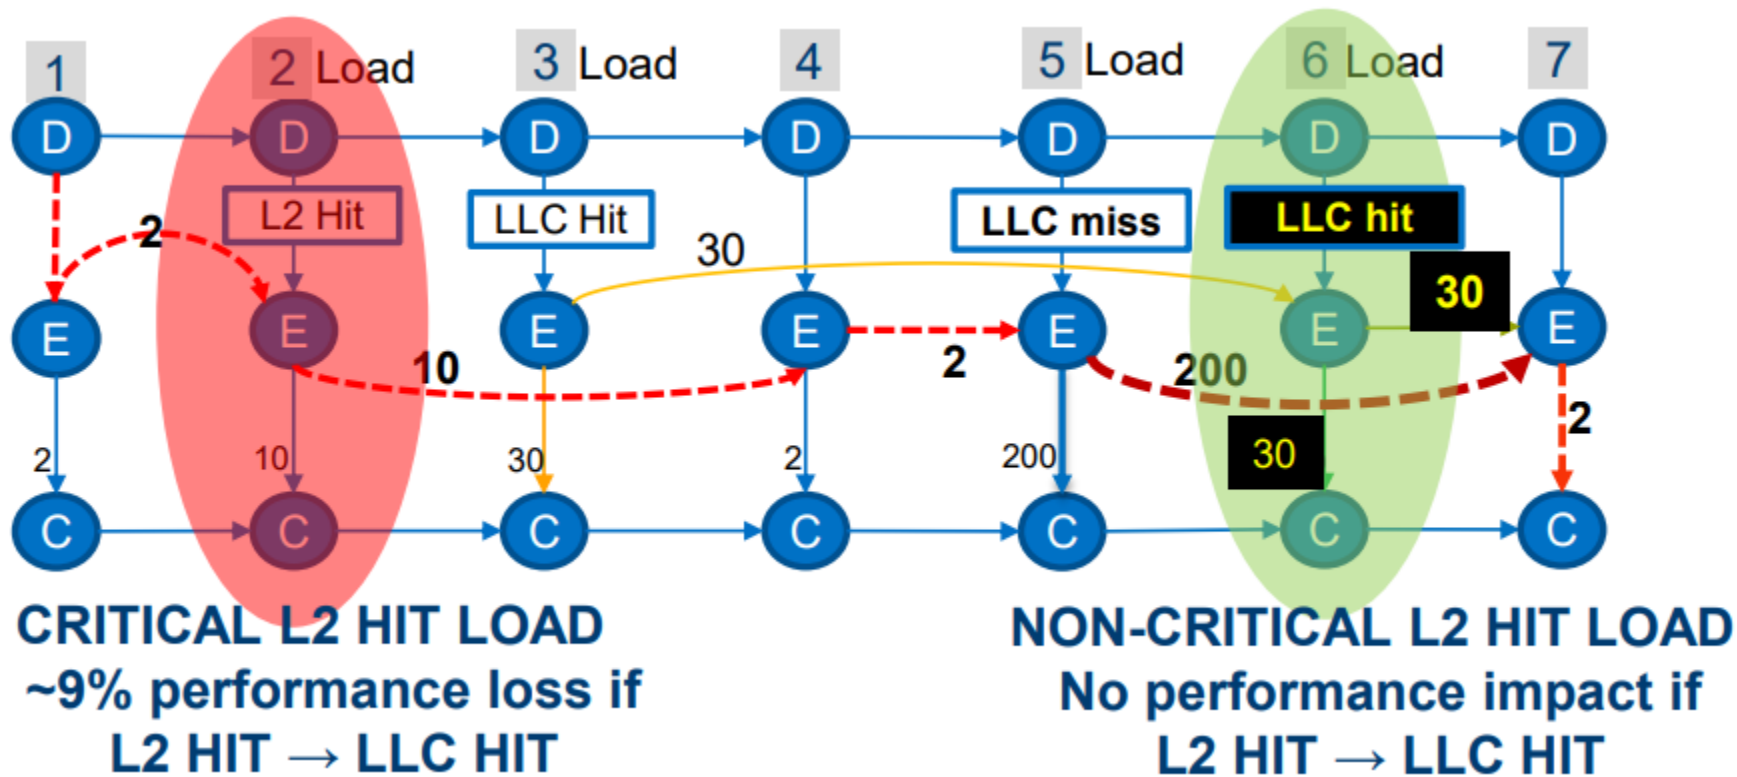 1 2 Load 3 Load 4 5 Load 6 Load 7
D D D D D D D
L2 Hit LLC Hit LLC miss LLC hit
2 30 30
E E E E E E E
10 2 200 2
2 10 30 2 200 30
C C C C C C C
CRITICAL L2 HIT LOAD
~9% performance loss if
L2 HIT → LLC HIT
NON-CRITICAL L2 HIT LOAD
No performance impact if
L2 HIT → LLC HIT